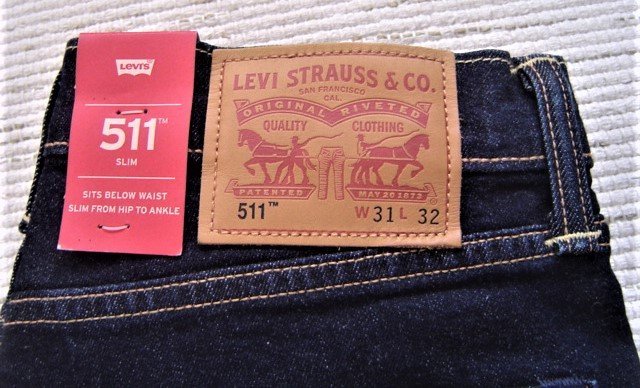 Levi's
511™
SLIM
SITS BELOW WAIST
SLIM FROM HIP TO ANKLE
LEVI STRAUSS & CO.
SAN FRANCISCO
CAL.
ORIGINAL RIVETED
QUALITY CLOTHING
PATENTED MAY 20 1873
511™ W 31 L 32